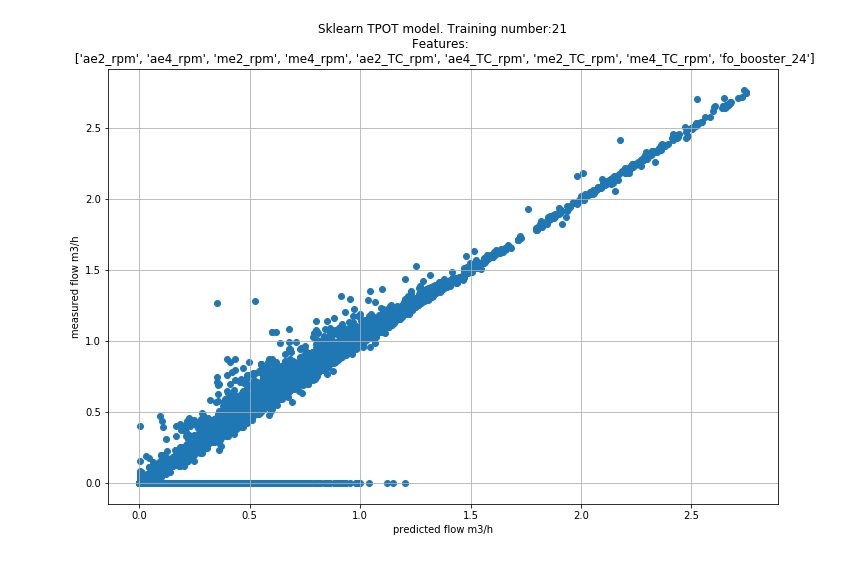 Sklearn TPOT model. Training number:21
Features:
['ae2_rpm', 'ae4_rpm', 'me2_rpm', 'me4_rpm', 'ae2_TC_rpm', 'ae4_TC_rpm', 'me2_TC_rpm', 'me4_TC_rpm', 'fo_booster_24']
measured flow m3/h
2.5
2.0
1.5
1.0
0.5
0.0
0.0 0.5 1.0 1.5 2.0 2.5
predicted flow m3/h